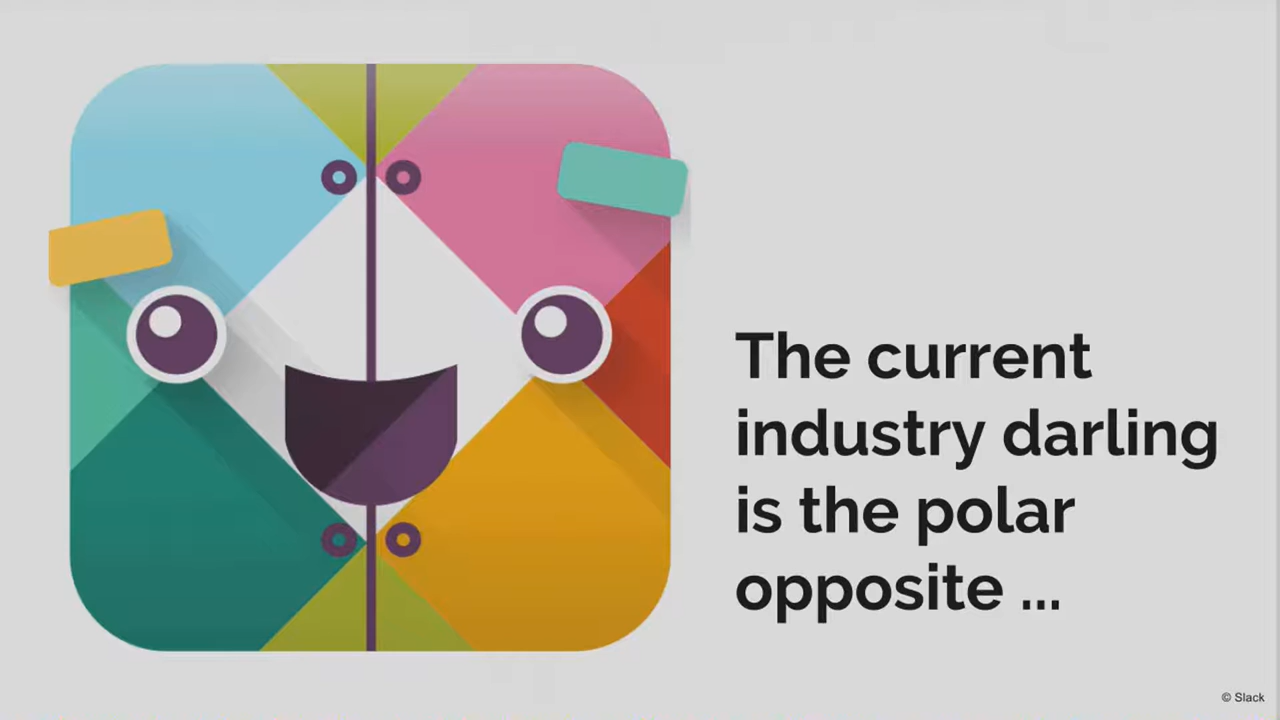 The current
industry darling
is the polar
opposite ...
© Slack